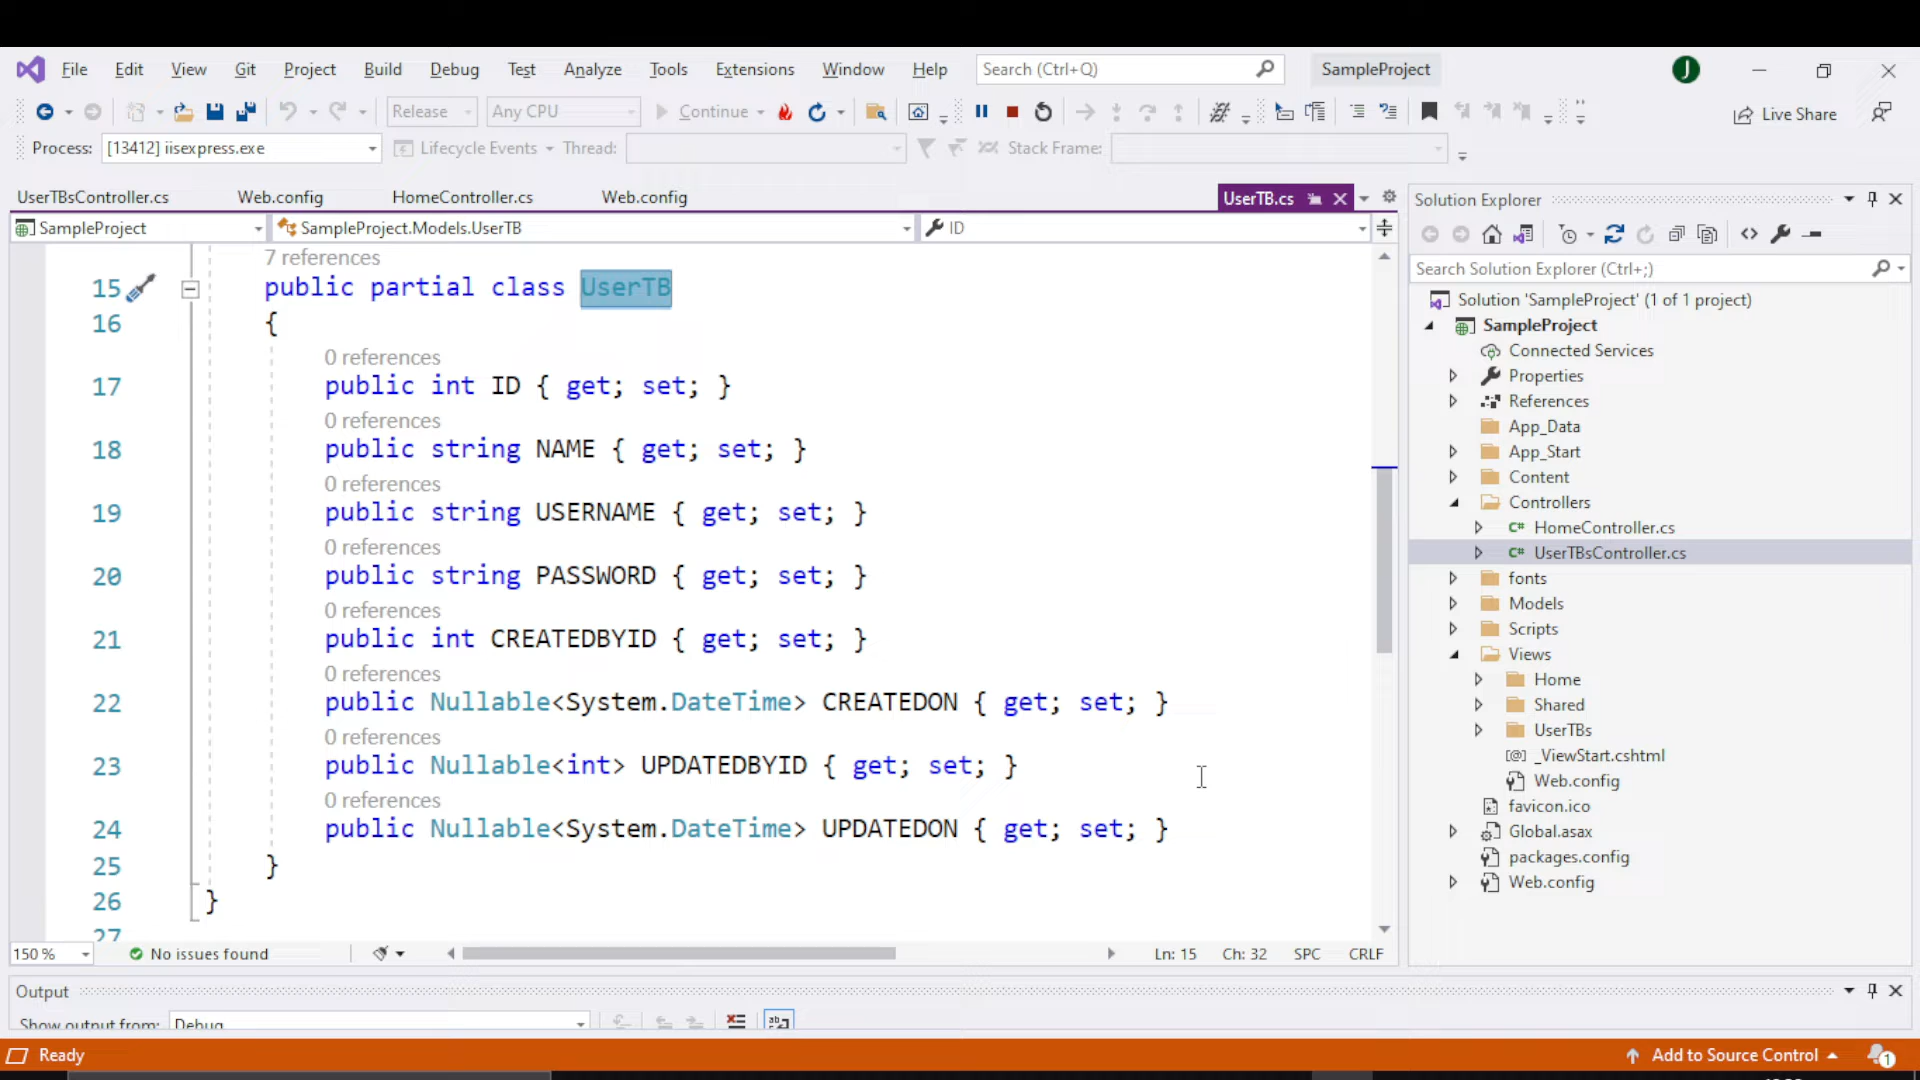 File Edit View Git Project Build Debug Test Analyze Tools Extensions Window Help Search (Ctrl+Q) SampleProject J
Release Any CPU Continue Live Share
Process: [13412] iisexpress.exe Lifecycle Events Thread: Stack Frame:
UserTBsController.cs Web.config HomeController.cs Web.config UserTB.cs
SampleProject SampleProject.Models.UserTB ID
7 references
15 public partial class UserTB
16 {
0 references
17 public int ID { get; set; }
0 references
18 public string NAME { get; set; }
0 references
19 public string USERNAME { get; set; }
0 references
20 public string PASSWORD { get; set; }
0 references
21 public int CREATEDBYID { get; set; }
0 references
22 public Nullable<System.DateTime> CREATEDON { get; set; }
0 references
23 public Nullable<int> UPDATEDBYID { get; set; }
0 references
24 public Nullable<System.DateTime> UPDATEDON { get; set; }
25 }
26 }
27
150 % No issues found Ln: 15 Ch: 32 SPC CRLF
Solution Explorer
Search Solution Explorer (Ctrl+;)
Solution 'SampleProject' (1 of 1 project)
SampleProject
Connected Services
Properties
References
App_Data
App_Start
Content
Controllers
C# HomeController.cs
C# UserTBsController.cs
fonts
Models
Scripts
Views
Home
Shared
UserTBs
[@] _ViewStart.cshtml
Web.config
favicon.ico
Global.asax
packages.config
Web.config
Output
Show output from: Debug
Ready Add to Source Control 1